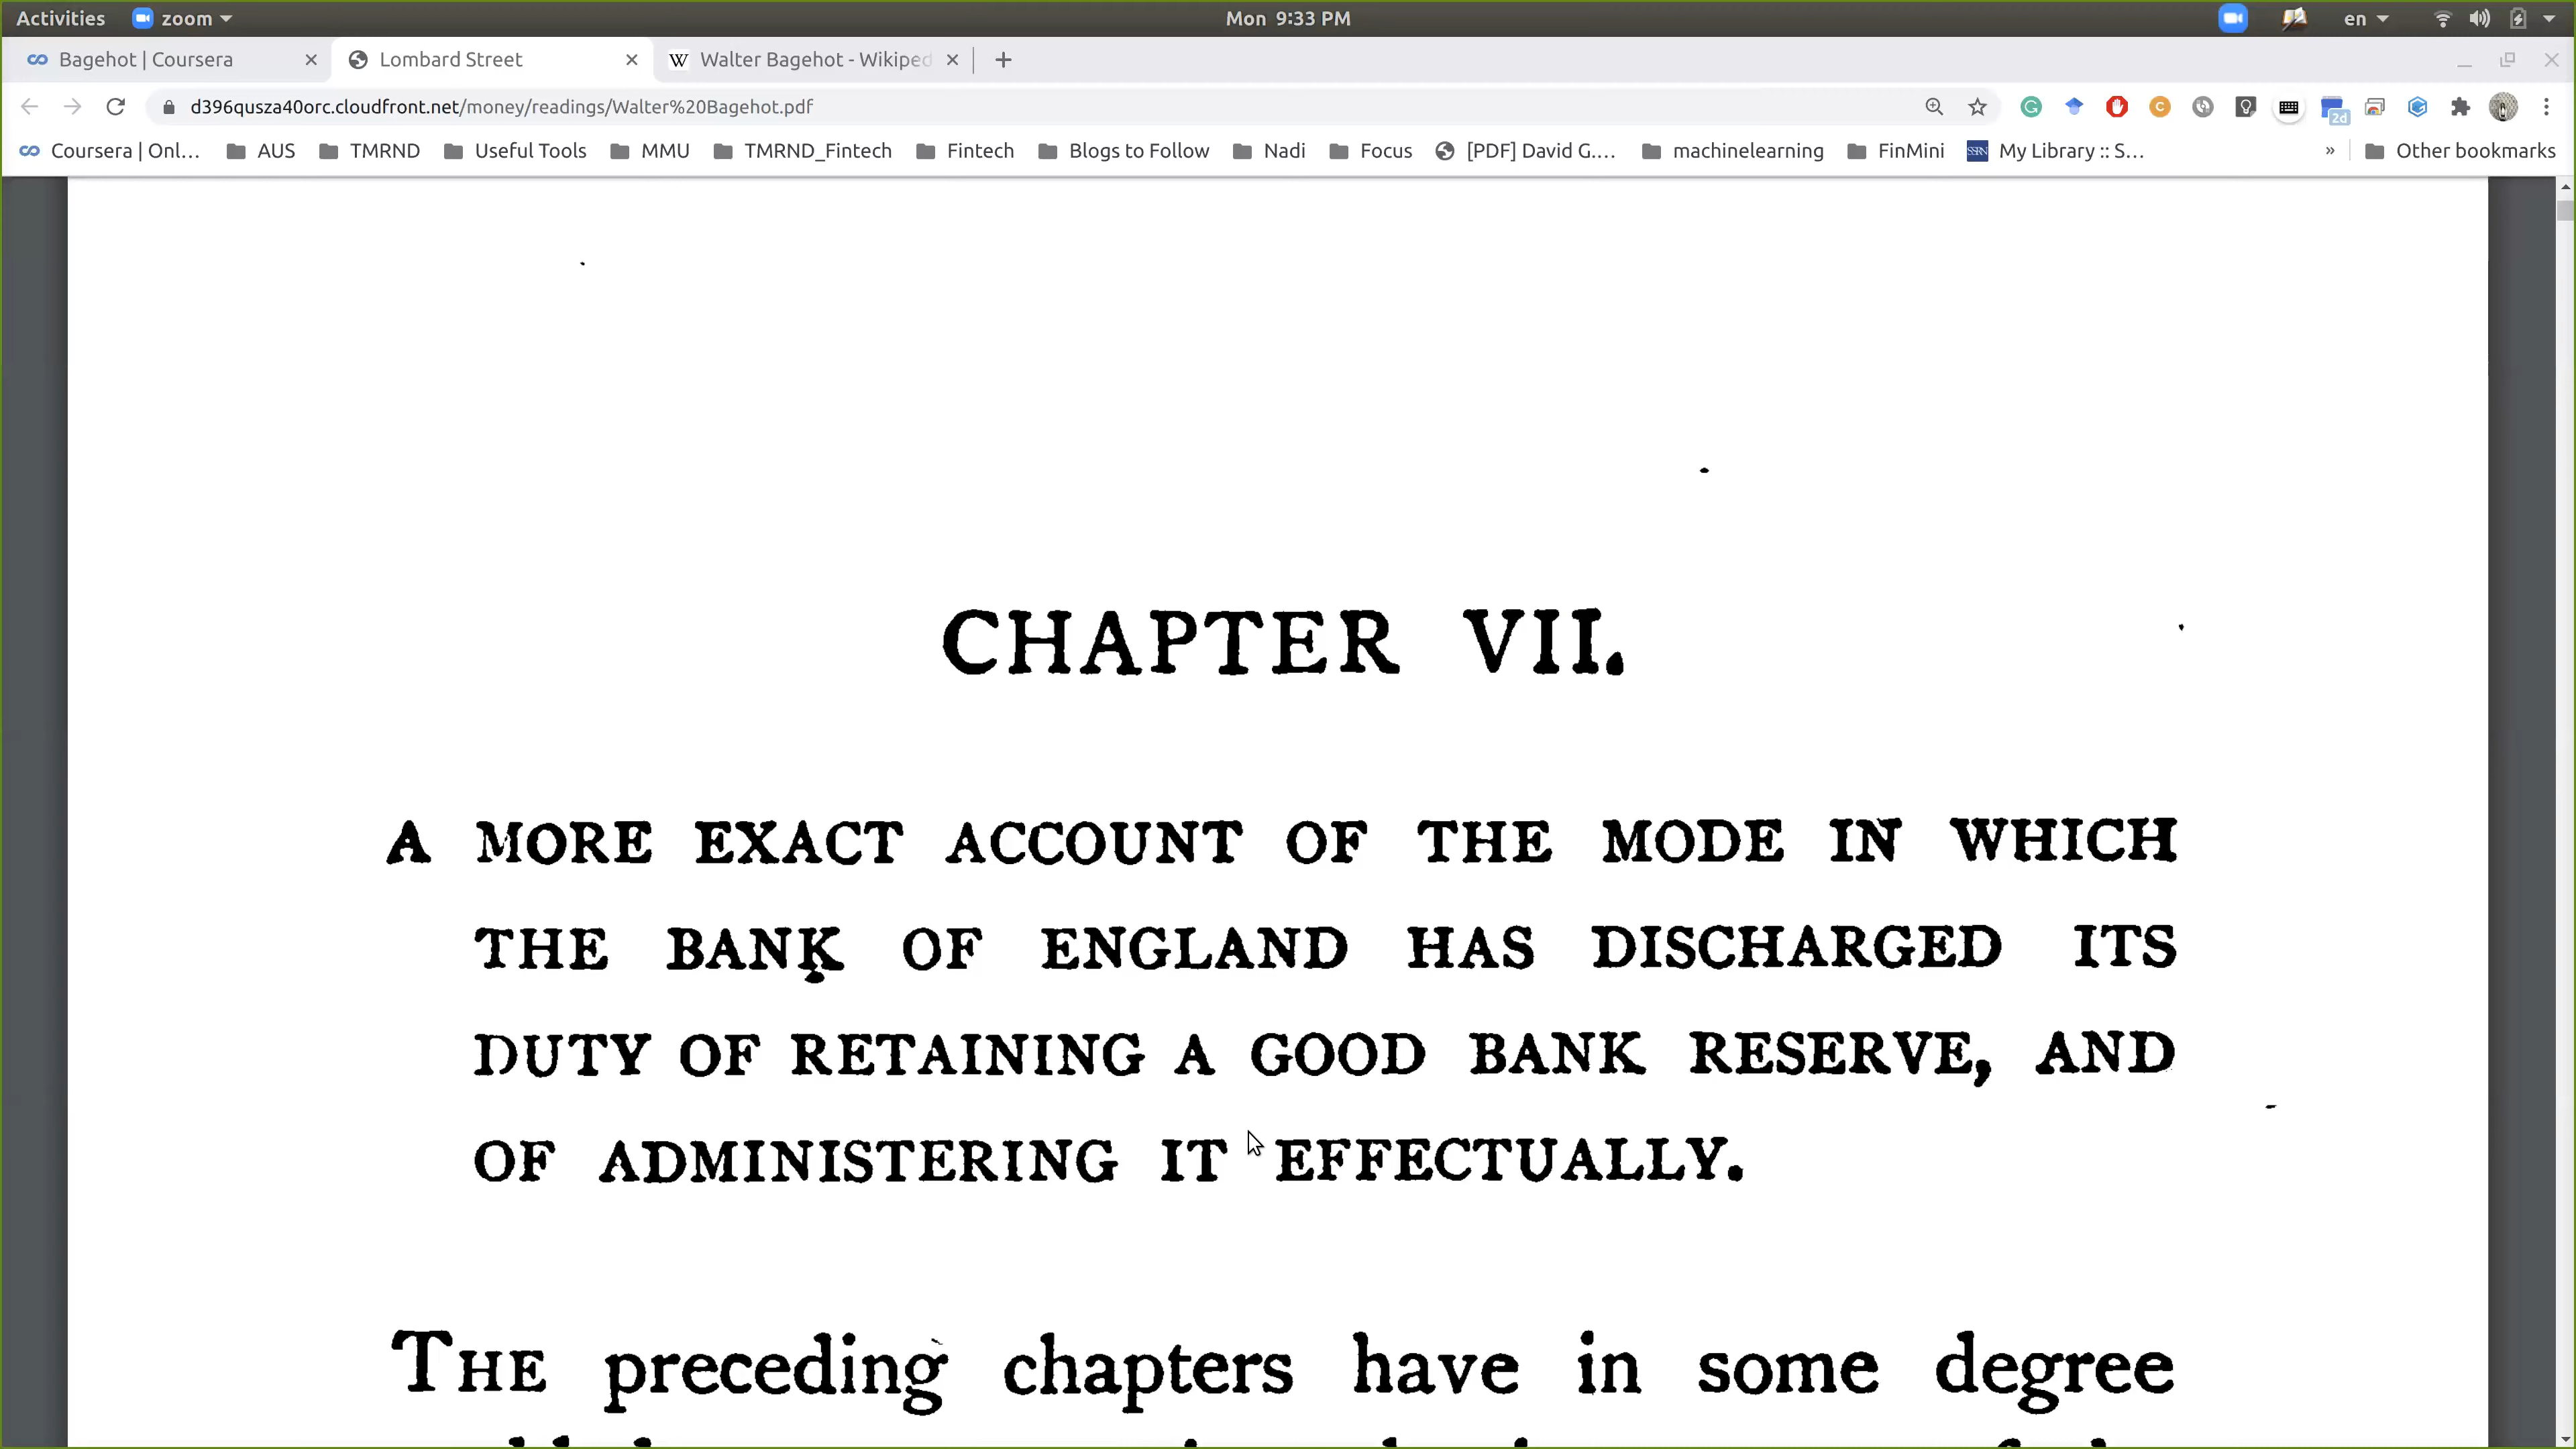 Activities zoom Mon 9:33 PM en
Bagehot | Coursera Lombard Street Walter Bagehot - Wikiped
d396qusza40orc.cloudfront.net/money/readings/Walter%20Bagehot.pdf 2d
Coursera | Onl... AUS TMRND Useful Tools MMU TMRND_Fintech Fintech Blogs to Follow Nadi Focus [PDF] David G.... machinelearning FinMini SSRN My Library :: S... » Other bookmarks
CHAPTER VII.
A MORE EXACT ACCOUNT OF THE MODE IN WHICH
THE BANK OF ENGLAND HAS DISCHARGED ITS
DUTY OF RETAINING A GOOD BANK RESERVE, AND
OF ADMINISTERING IT EFFECTUALLY.
THE preceding chapters have in some degree